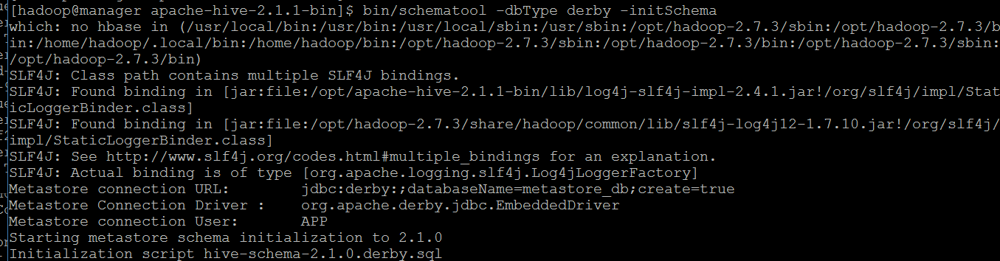 [hadoop@manager apache-hive-2.1.1-bin]$ bin/schematool -dbType derby -initSchema
which: no hbase in (/usr/local/bin:/usr/bin:/usr/local/sbin:/usr/sbin:/opt/hadoop-2.7.3/sbin:/opt/hadoop-2.7.3/b
in:/home/hadoop/.local/bin:/home/hadoop/bin:/opt/hadoop-2.7.3/sbin:/opt/hadoop-2.7.3/bin:/opt/hadoop-2.7.3/sbin:
/opt/hadoop-2.7.3/bin)
SLF4J: Class path contains multiple SLF4J bindings.
SLF4J: Found binding in [jar:file:/opt/apache-hive-2.1.1-bin/lib/log4j-slf4j-impl-2.4.1.jar!/org/slf4j/impl/Stat
icLoggerBinder.class]
SLF4J: Found binding in [jar:file:/opt/hadoop-2.7.3/share/hadoop/common/lib/slf4j-log4j12-1.7.10.jar!/org/slf4j/
impl/StaticLoggerBinder.class]
SLF4J: See http://www.slf4j.org/codes.html#multiple_bindings for an explanation.
SLF4J: Actual binding is of type [org.apache.logging.slf4j.Log4jLoggerFactory]
Metastore connection URL:        jdbc:derby:;databaseName=metastore_db;create=true
Metastore Connection Driver :    org.apache.derby.jdbc.EmbeddedDriver
Metastore connection User:       APP
Starting metastore schema initialization to 2.1.0
Initialization script hive-schema-2.1.0.derby.sql